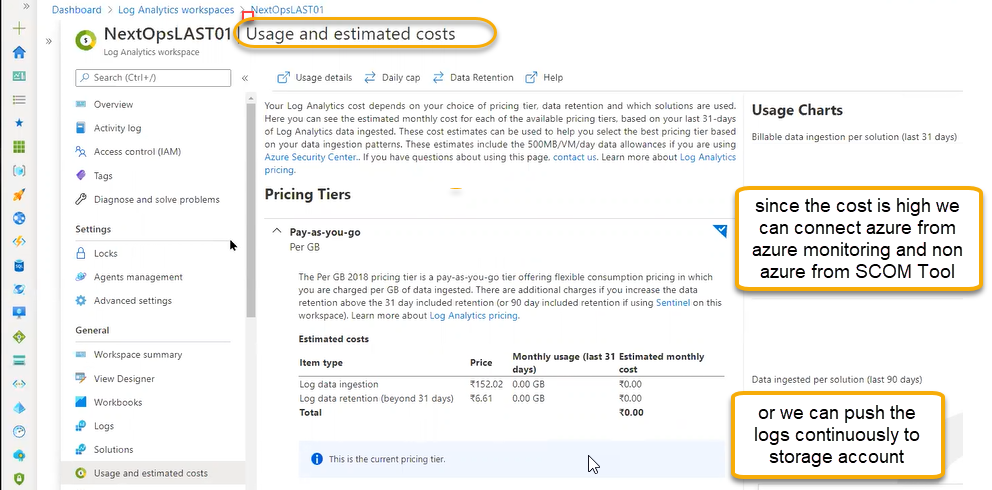 Dashboard > Log Analytics workspaces > NextOpsLAST01
NextOpsLAST01 | Usage and estimated costs
Log Analytics workspace
Search (Ctrl+/)
Overview
Activity log
Access control (IAM)
Tags
Diagnose and solve problems
Settings
Locks
Agents management
Advanced settings
General
Workspace summary
View Designer
Workbooks
Logs
Solutions
Usage and estimated costs
Usage details
Daily cap
Data Retention
Help
Your Log Analytics cost depends on your choice of pricing tier, data retention and which solutions are used.
Here you can see the estimated monthly cost for each of the available pricing tiers, based on your last 31-days
of Log Analytics data ingested. These cost estimates can be used to help you select the best pricing tier based
on your data ingestion patterns. These estimates include the 500MB/VM/day data allowances if you are using
Azure Security Center.. If you have questions about using this page, contact us. Learn more about Log Analytics
pricing.
Pricing Tiers
Pay-as-you-go
Per GB
The Per GB 2018 pricing tier is a pay-as-you-go tier offering flexible consumption pricing in which
you are charged per GB of data ingested. There are additional charges if you increase the data
retention above the 31 day included retention (or 90 day included retention if using Sentinel on this
workspace). Learn more about Log Analytics pricing.
Estimated costs
Item type Price Monthly usage (last 31 days) Estimated monthly cost
Log data ingestion ₹152.02 0.00 GB ₹0.00
Log data retention (beyond 31 days) ₹6.61 0.00 GB ₹0.00
Total ₹0.00
This is the current pricing tier.
Usage Charts
Billable data ingestion per solution (last 31 days)
since the cost is high we
can connect azure from
azure monitoring and non
azure from SCOM Tool
Data ingested per solution (last 90 days)
or we can push the
logs continuously to
storage account